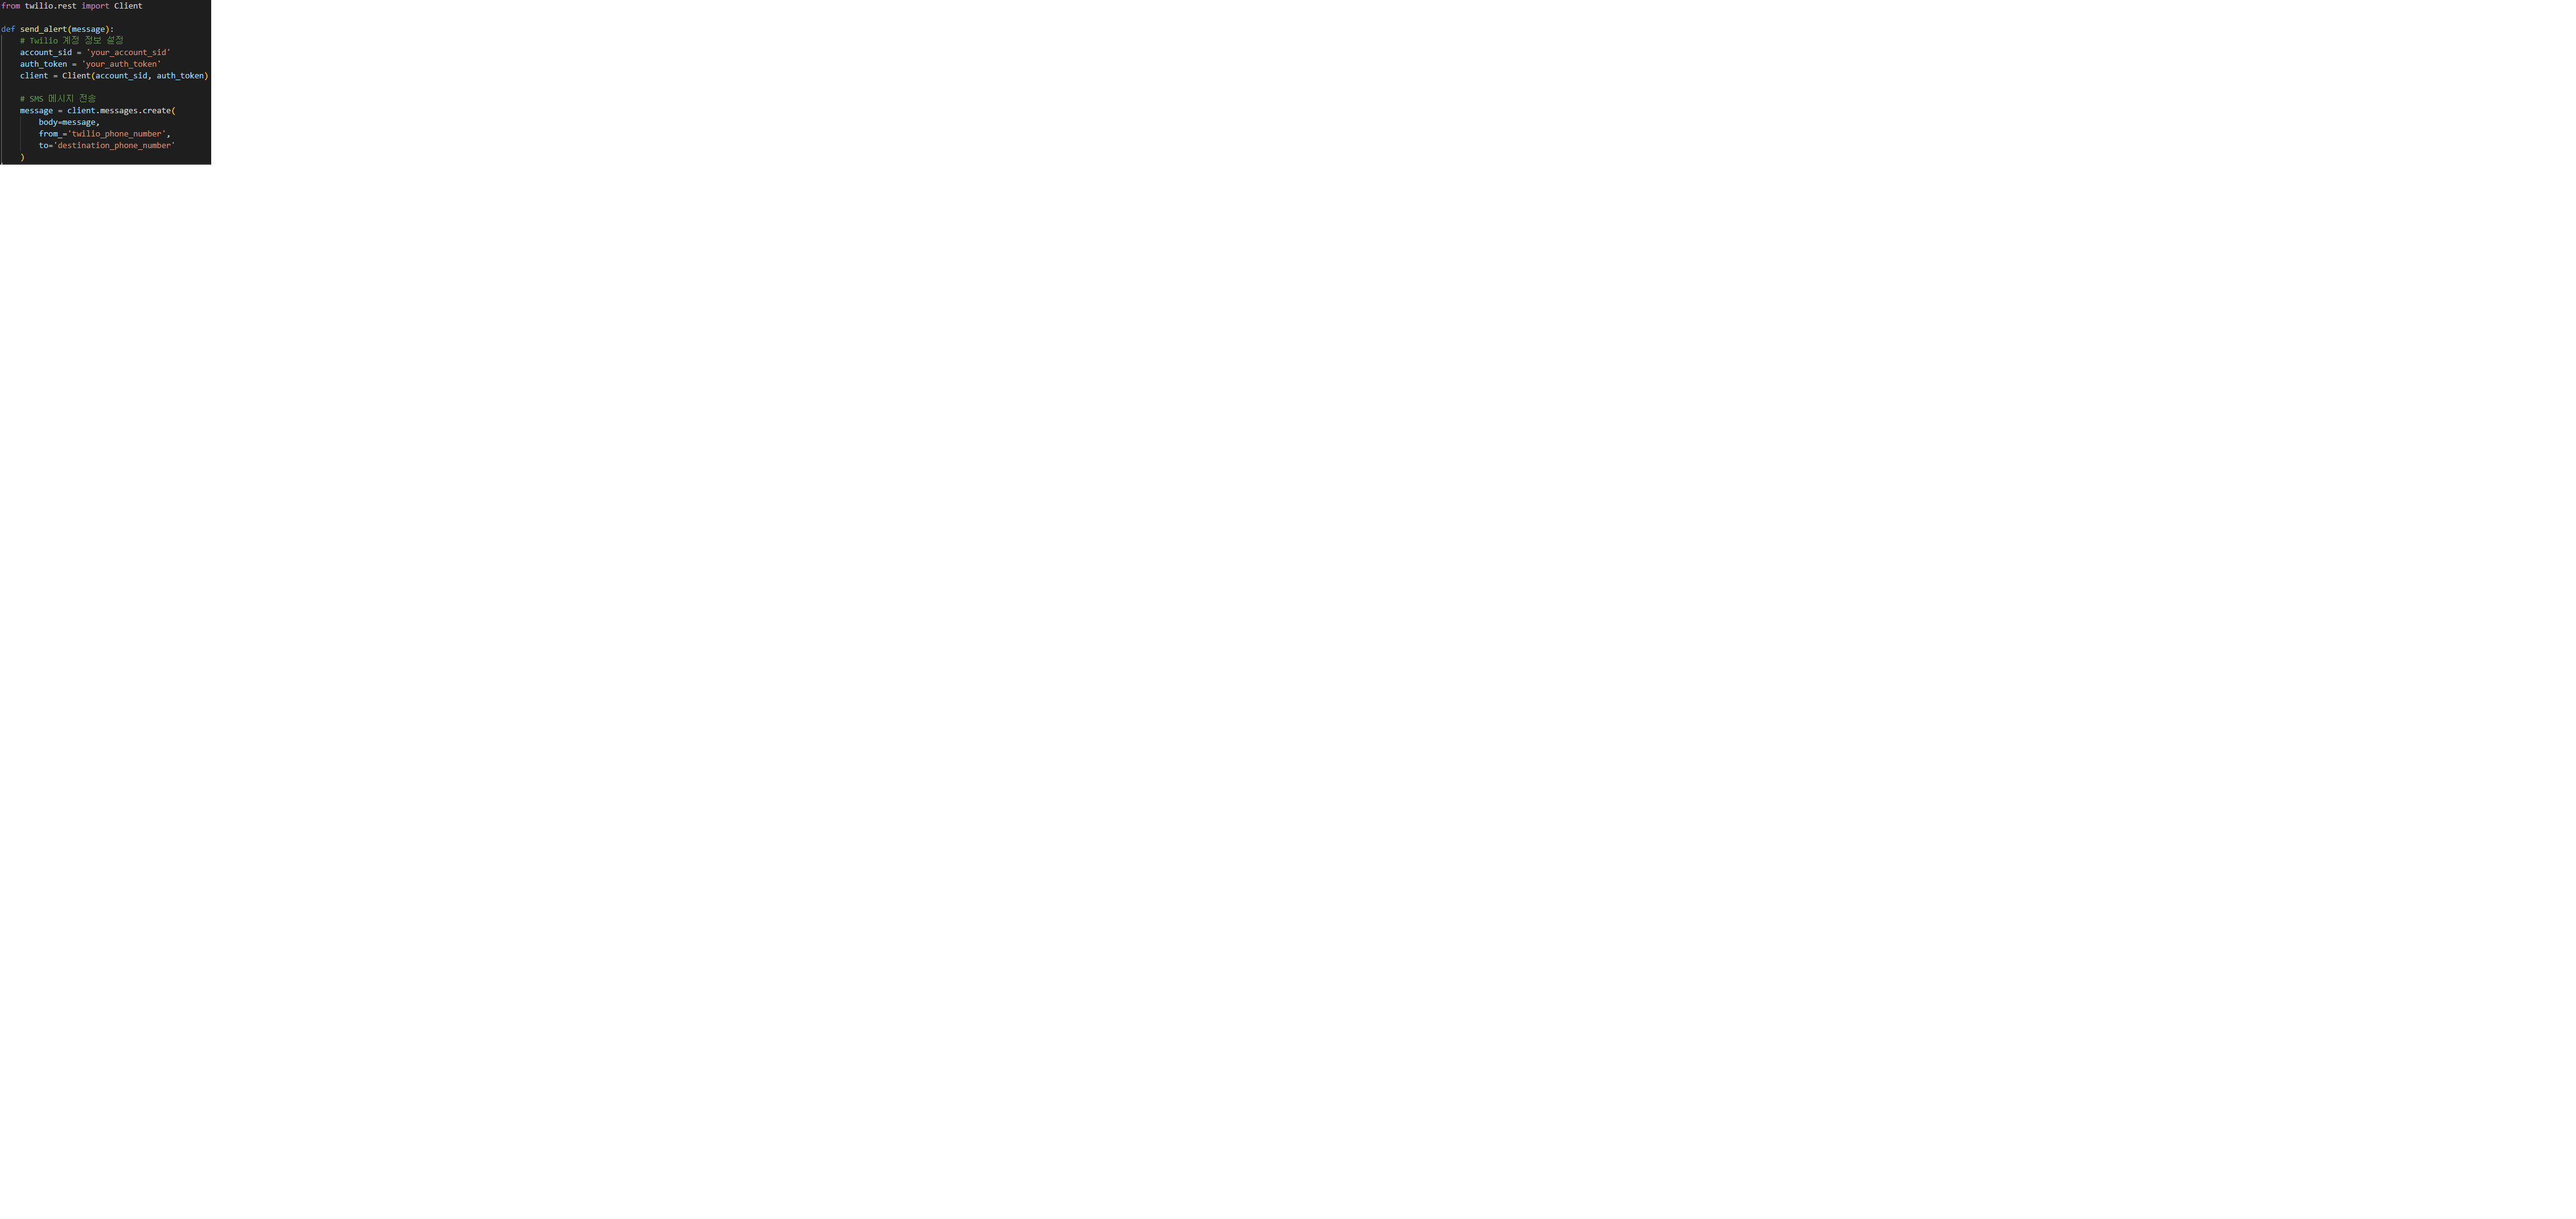 from twilio.rest import Client
def send_alert(message):
# Twilio 계정 정보 설정
account_sid = 'your_account_sid'
auth_token = 'your_auth_token'
client = Client(account_sid, auth_token)
# SMS 메시지 전송
message = client.messages.create(
body=message,
from_='twilio_phone_number',
to='destination_phone_number'
)